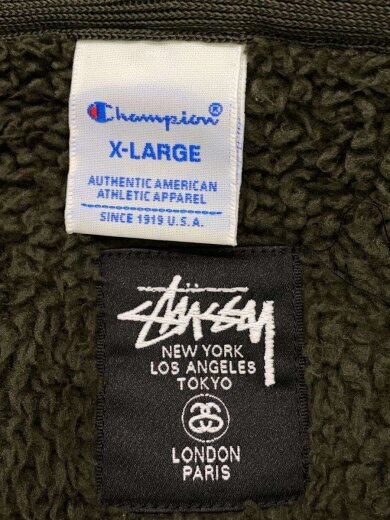 Champion
X-LARGE
AUTHENTIC AMERICAN
ATHLETIC APPAREL
SINCE 1919 U.S.A.
Stüssy
NEW YORK
LOS ANGELES
TOKYO
LONDON
PARIS